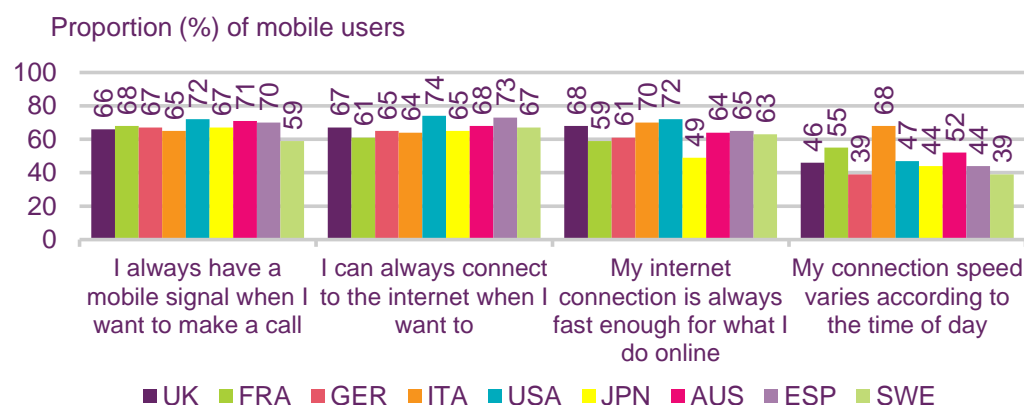 Proportion (%) of mobile users
100
80
60
40
20
0
66 68 67 65 72 67 71 70 59
67 61 65 64 74 65 68 73 67
68 59 61 70 72 49 64 65 63
46 55 39 68 47 44 52 44 39
I always have a
mobile signal when I
want to make a call
I can always connect
to the internet when I
want to
My internet
connection is always
fast enough for what I
do online
My connection speed
varies according to
the time of day
UK FRA GER ITA USA JPN AUS ESP SWE